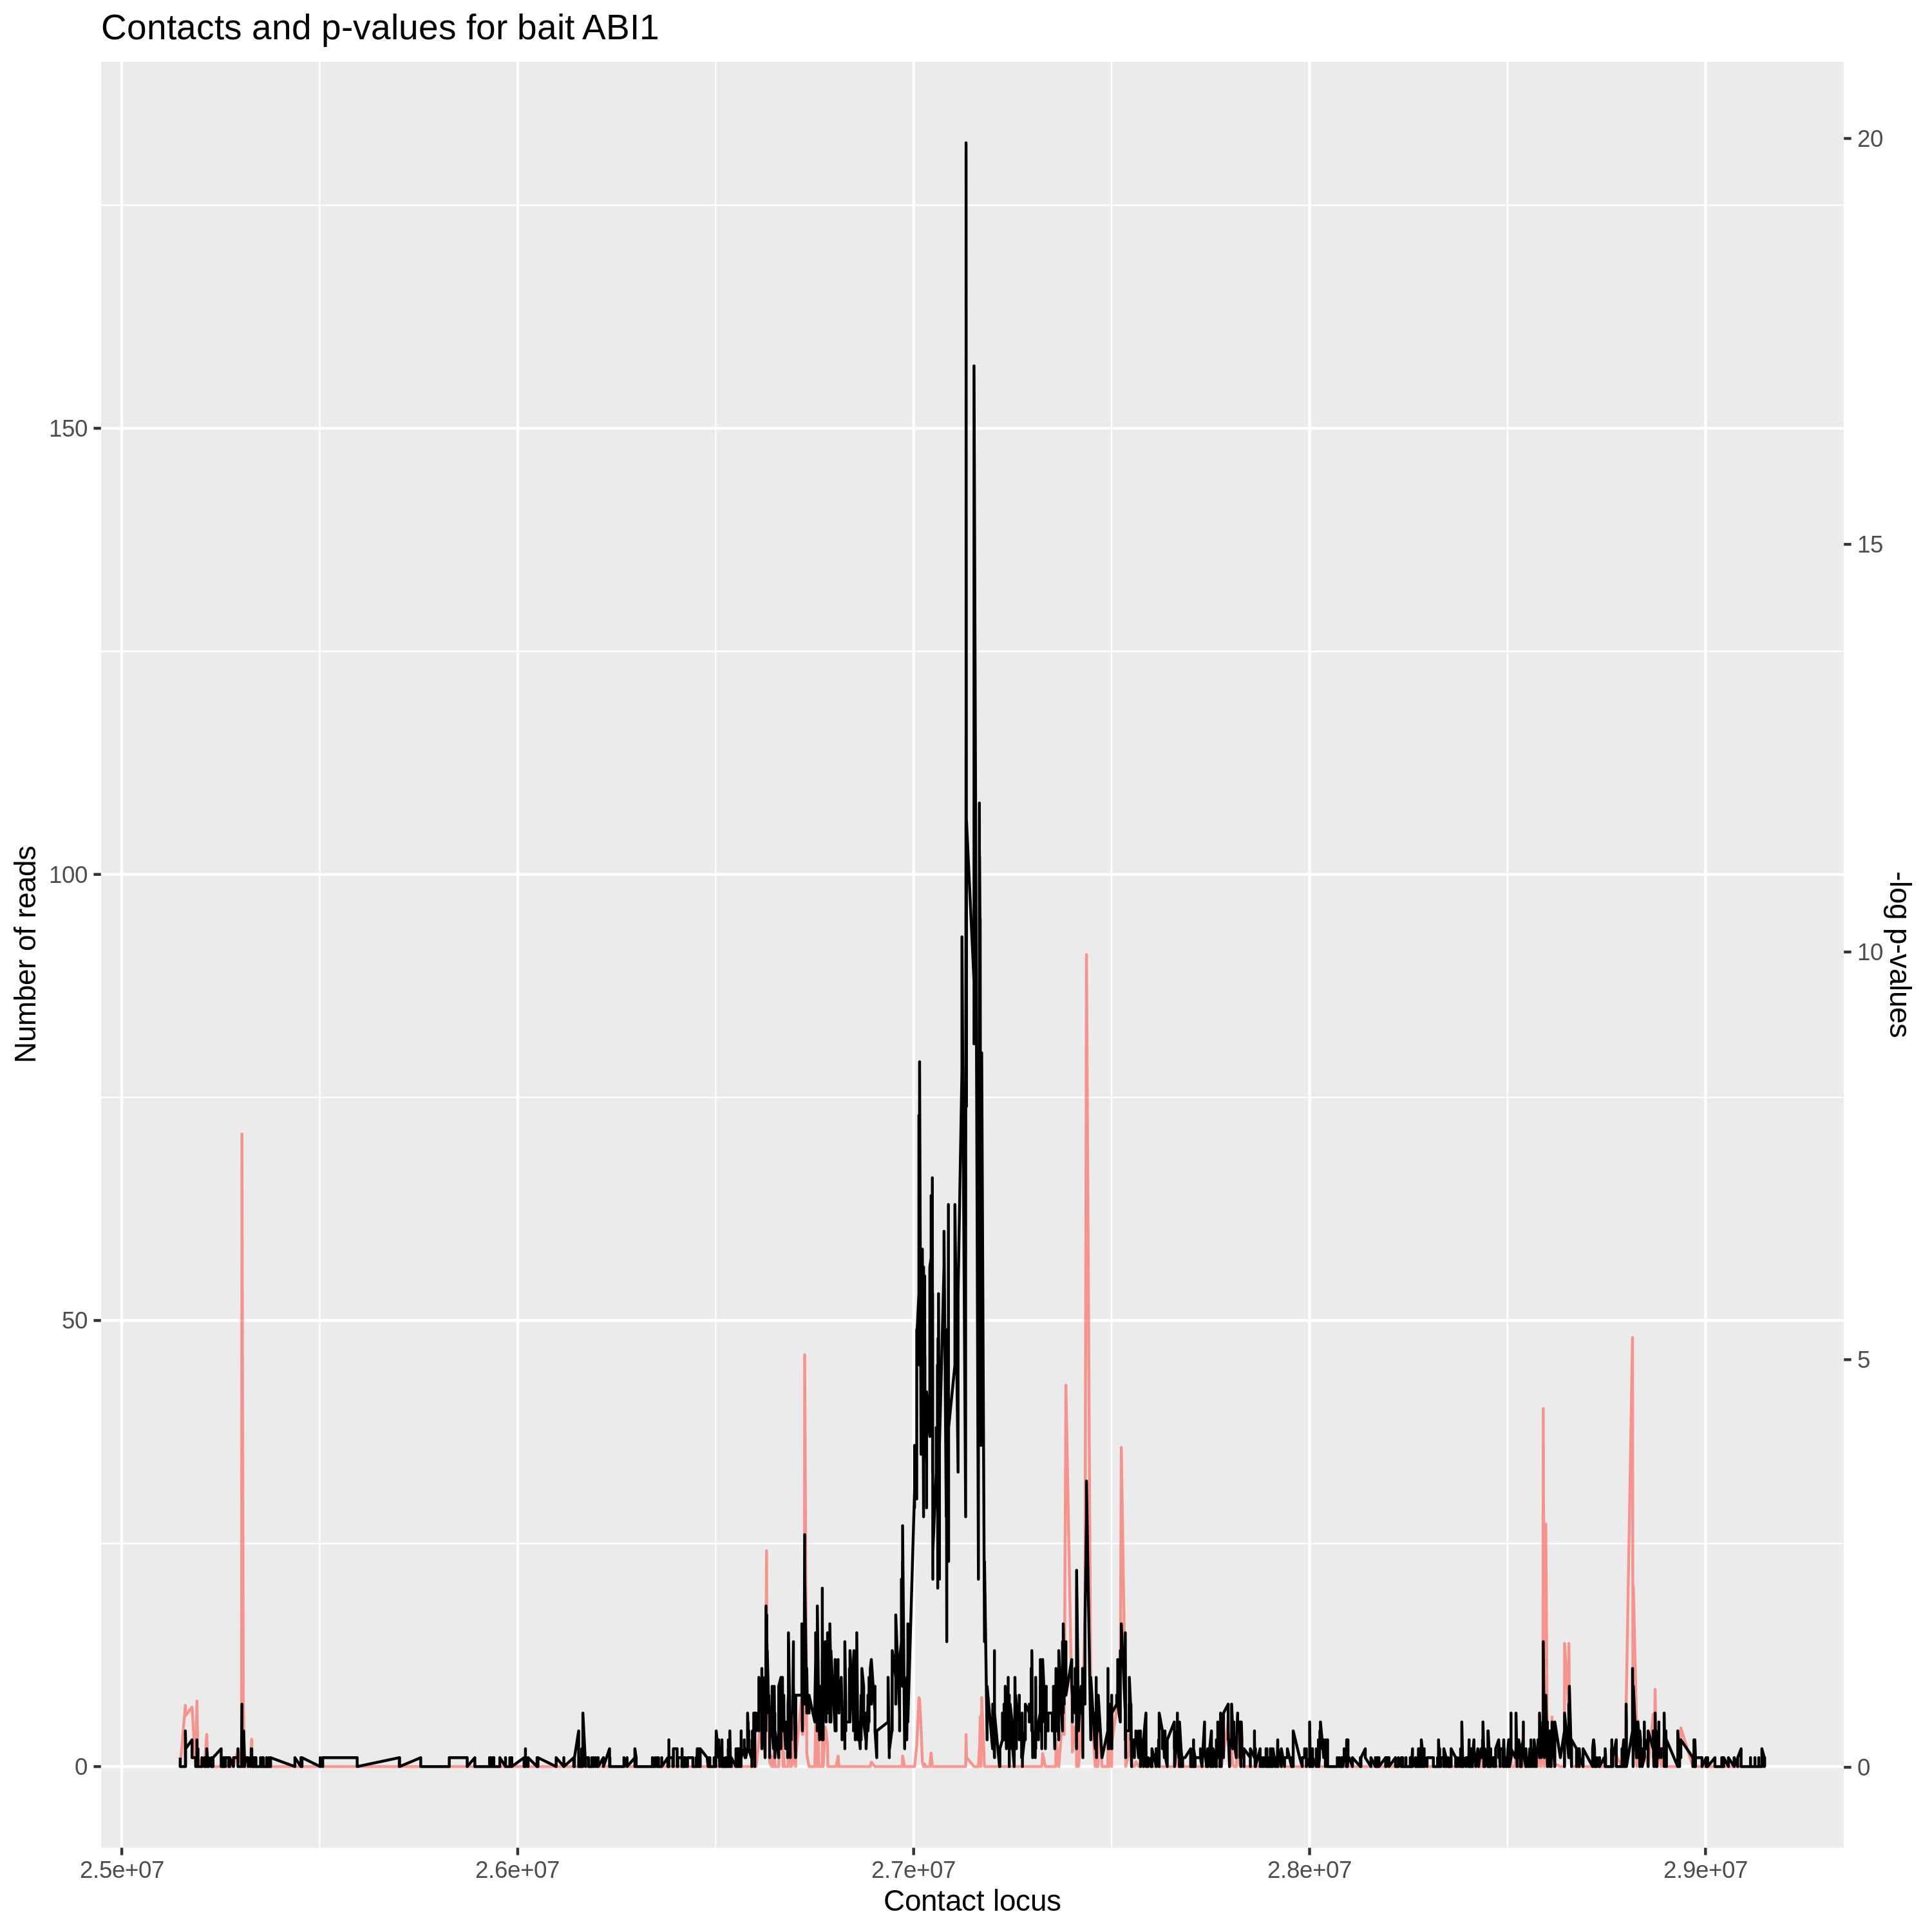 Contacts and p-values for bait ABI1
Number of reads
150
100
50
0
20
15
10
5
0
-log p-values
2.5e+07
2.6e+07
2.7e+07
2.8e+07
2.9e+07
Contact locus